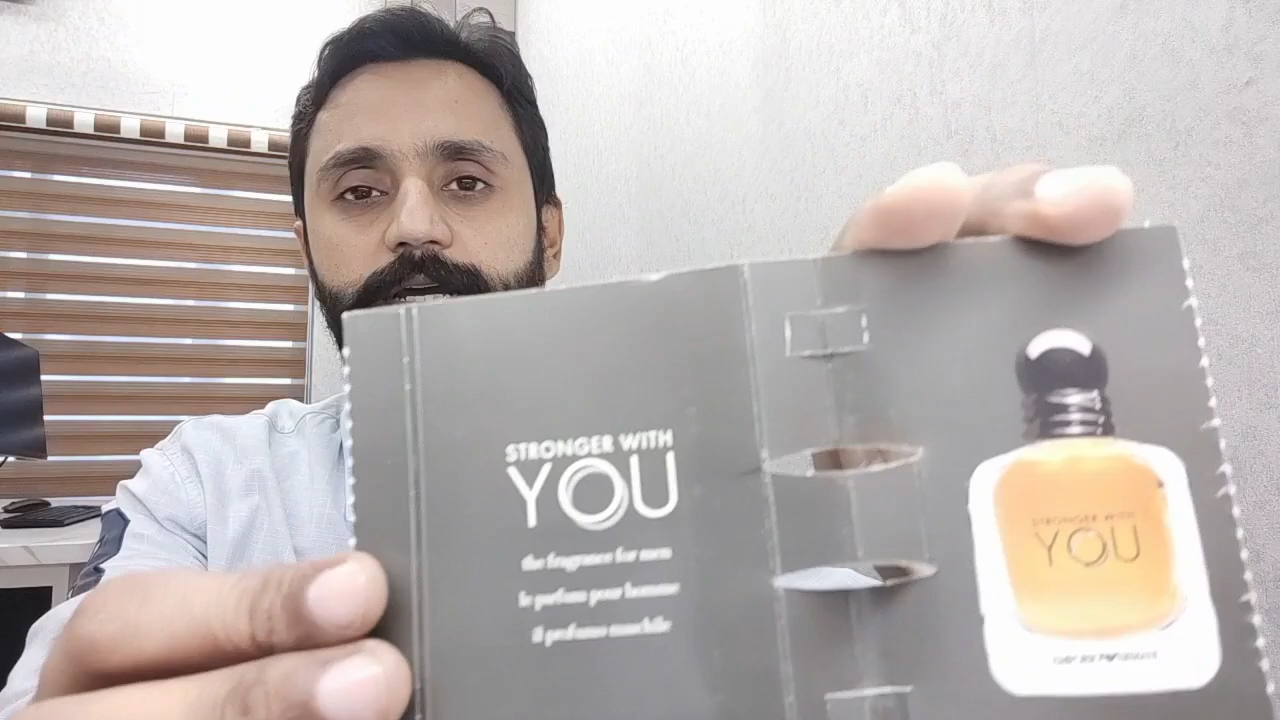 STRONGER WITH
YOU
the fragrance for men
le parfum pour homme
il profumo maschile
STRONGER WITH
YOU